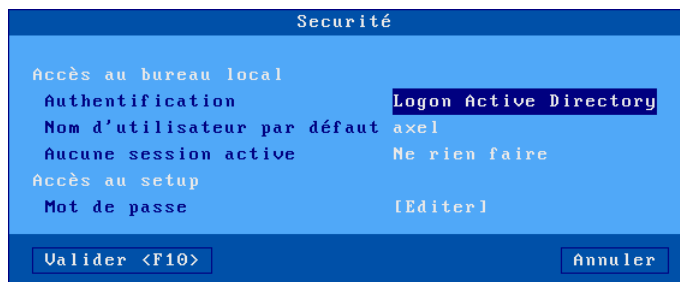 Securité
Accès au bureau local
Authentification Logon Active Directory
Nom d'utilisateur par défaut axel
Aucune session active Ne rien faire
Accès au setup
Mot de passe [Editer]
Valider <F10> Annuler